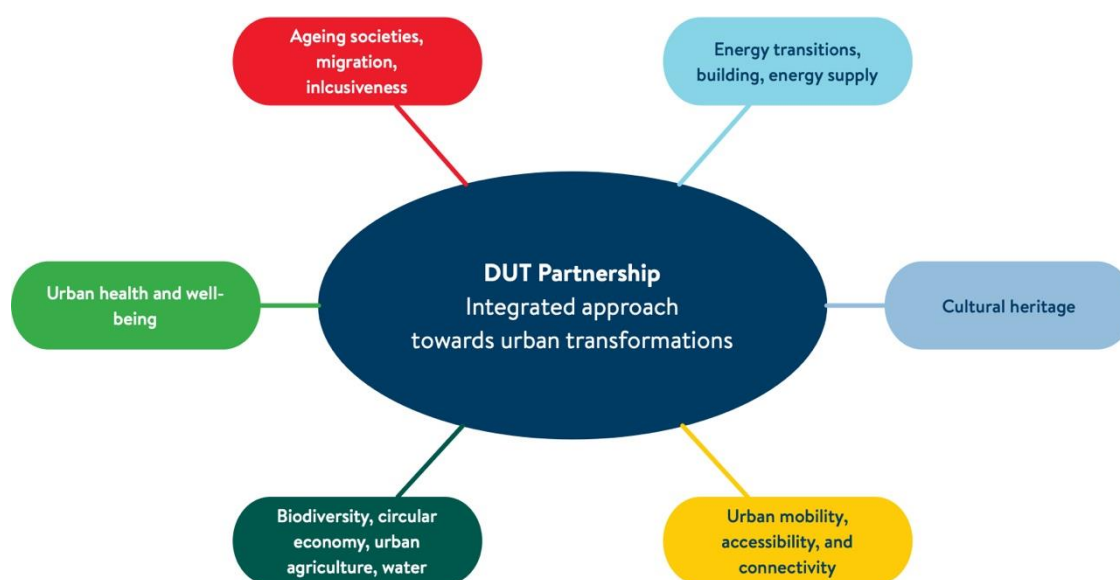 Ageing societies,
migration,
inlcusiveness
Energy transitions,
building, energy supply
Urban health and well-
being
DUT Partnership
Integrated approach
towards urban transformations
Cultural heritage
Biodiversity, circular
economy, urban
agriculture, water
Urban mobility,
accessibility, and
connectivity